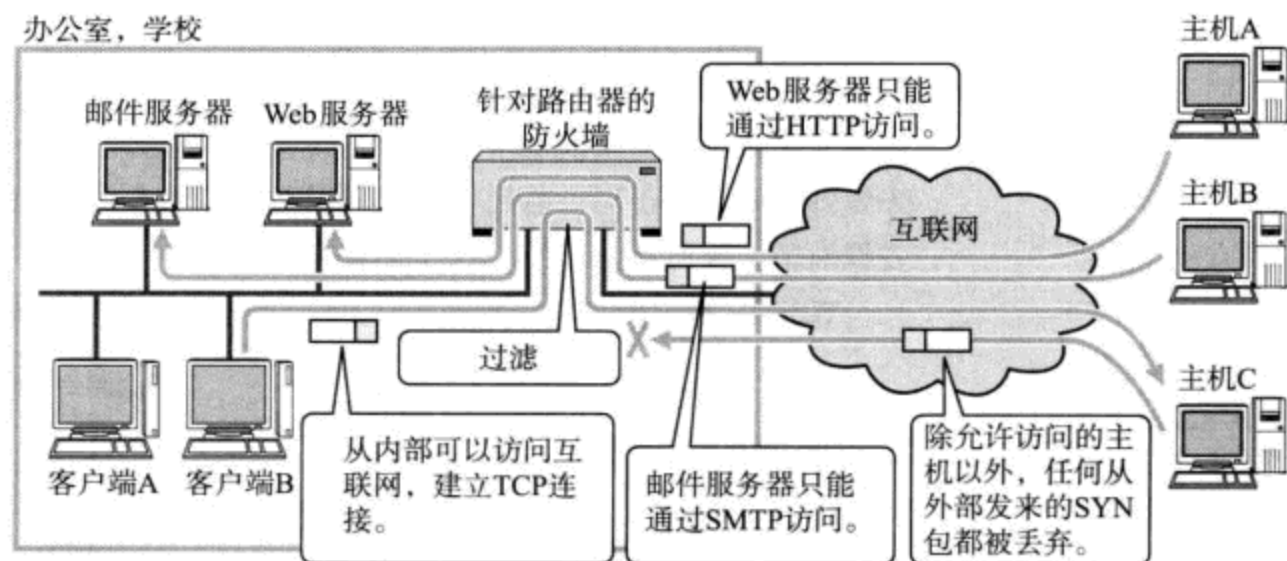 办公室，学校
主机A
邮件服务器
Web服务器
针对路由器的
防火墙
Web服务器只能
通过HTTP访问。
主机B
互联网
过滤
主机C
从内部可以访问互
联网，建立TCP连
接。
邮件服务器只能
通过SMTP访问。
除允许访问的主
机以外，任何从
外部发来的SYN
包都被丢弃。
客户端A
客户端B